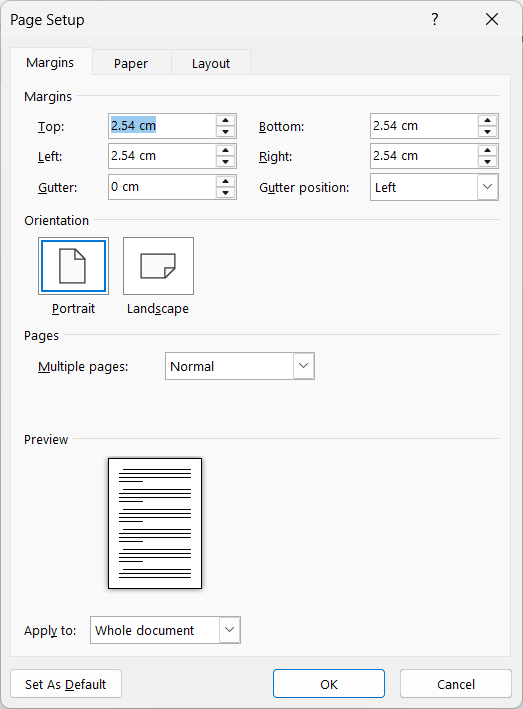 Page Setup ?
Margins Paper Layout
Margins
Top: 2.54 cm Bottom: 2.54 cm
Left: 2.54 cm Right: 2.54 cm
Gutter: 0 cm Gutter position: Left
Orientation
Portrait Landscape
Pages
Multiple pages: Normal
Preview
Apply to: Whole document
Set As Default OK Cancel